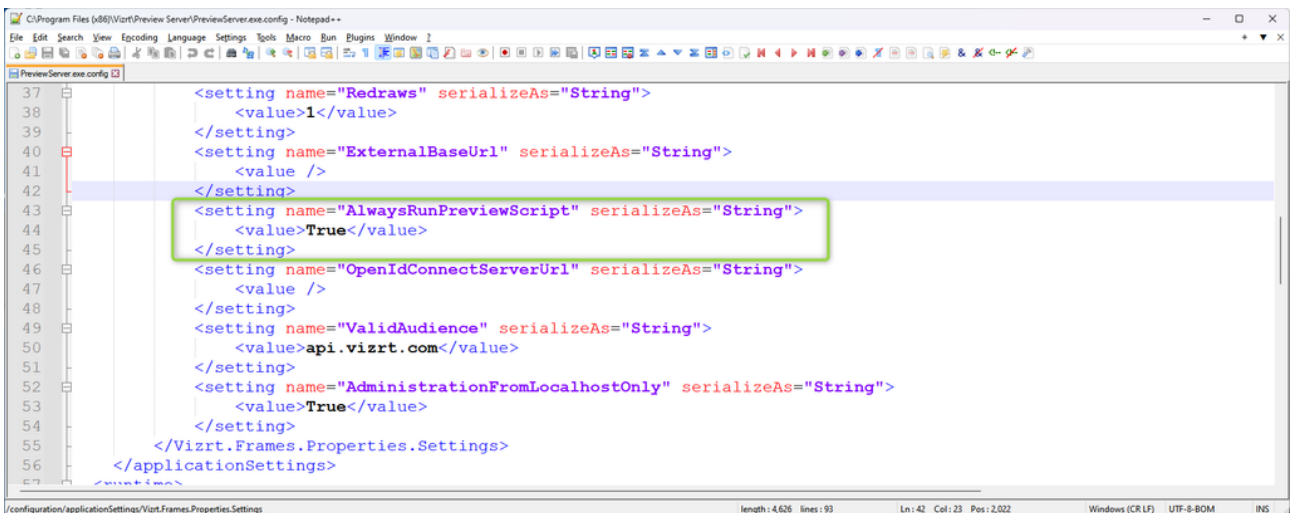 C:\Program Files (x86)\Vizrt\Preview Server\PreviewServer.exe.config - Notepad++
File Edit Search View Encoding Language Settings Tools Macro Run Plugins Window ?
PreviewServer.exe.config
37 <setting name="Redraws" serializeAs="String">
38 <value>1</value>
39 </setting>
40 <setting name="ExternalBaseUrl" serializeAs="String">
41 <value />
42 </setting>
43 <setting name="AlwaysRunPreviewScript" serializeAs="String">
44 <value>True</value>
45 </setting>
46 <setting name="OpenIdConnectServerUrl" serializeAs="String">
47 <value />
48 </setting>
49 <setting name="ValidAudience" serializeAs="String">
50 <value>api.vizrt.com</value>
51 </setting>
52 <setting name="AdministrationFromLocalhostOnly" serializeAs="String">
53 <value>True</value>
54 </setting>
55 </Vizrt.Frames.Properties.Settings>
56 </applicationSettings>
57 <runtime>
/configuration/applicationSettings/Vizrt.Frames.Properties.Settings length : 4,626 lines : 93 Ln : 42 Col : 23 Pos : 2,022 Windows (CR LF) UTF-8-BOM INS